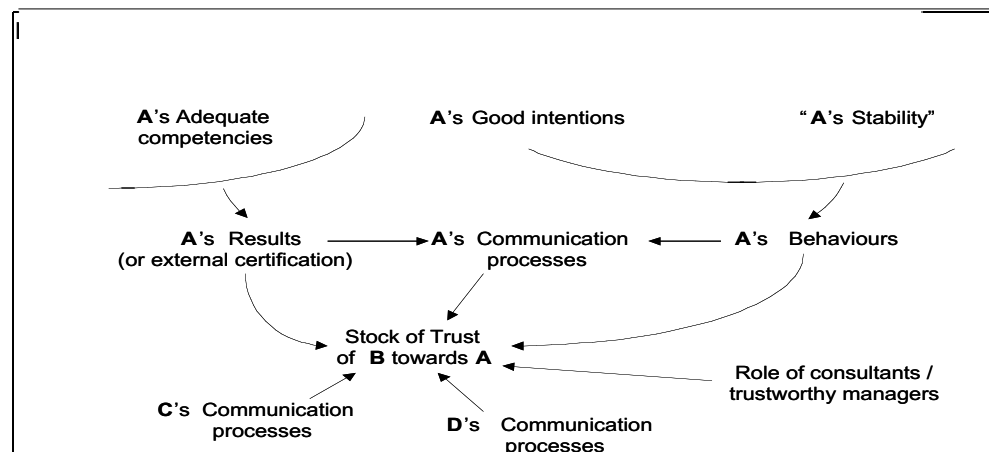 A's Adequate
competencies
A's Good intentions
“A's Stability”
A's Results
(or external certification)
A's Communication
processes
A's Behaviours
Stock of Trust
of B towards A
Role of consultants /
trustworthy managers
C's Communication
processes
D's Communication
processes